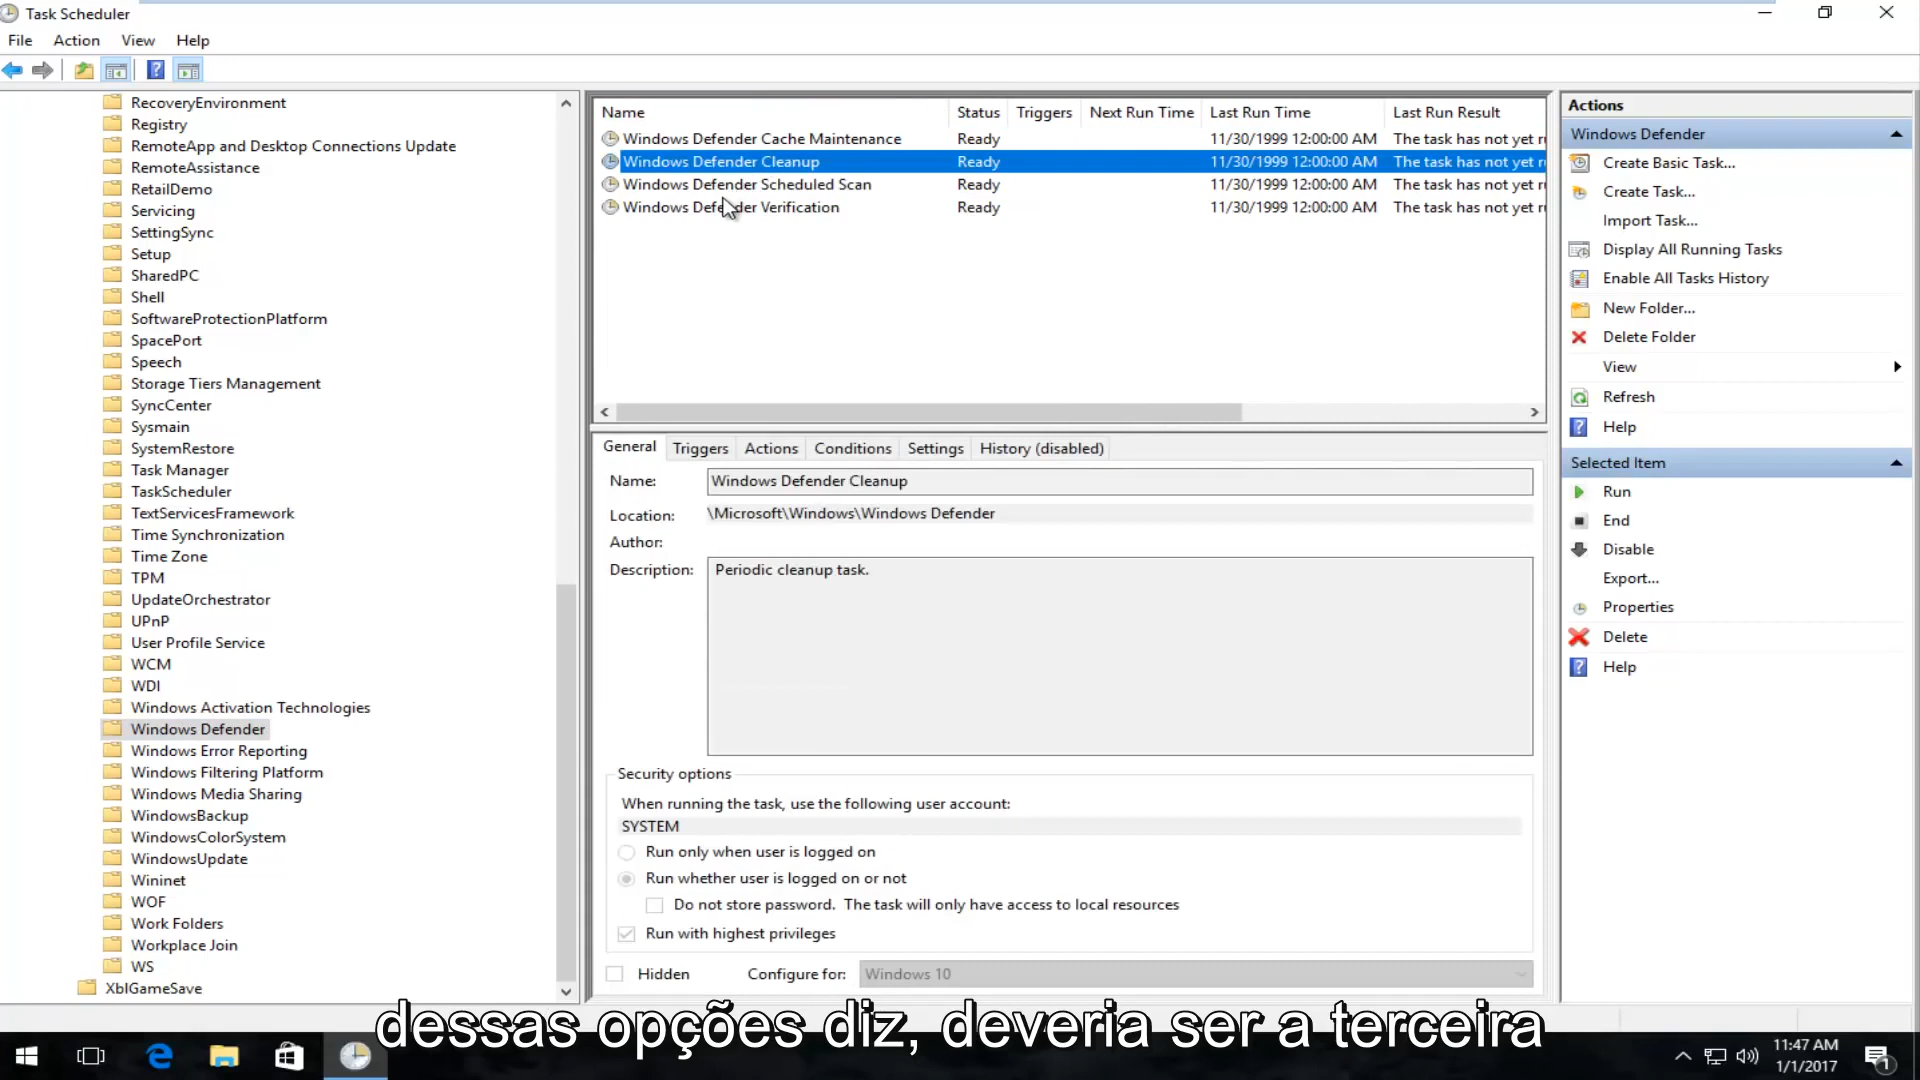 Task Scheduler
File Action View Help
RecoveryEnvironment
Registry
RemoteApp and Desktop Connections Update
RemoteAssistance
RetailDemo
Servicing
SettingSync
Setup
SharedPC
Shell
SoftwareProtectionPlatform
SpacePort
Speech
Storage Tiers Management
SyncCenter
Sysmain
SystemRestore
Task Manager
TaskScheduler
TextServicesFramework
Time Synchronization
Time Zone
TPM
UpdateOrchestrator
UPnP
User Profile Service
WCM
WDI
Windows Activation Technologies
Windows Defender
Windows Error Reporting
Windows Filtering Platform
Windows Media Sharing
WindowsBackup
WindowsColorSystem
WindowsUpdate
Wininet
WOF
Work Folders
Workplace Join
WS
XblGameSave
Name Status Triggers Next Run Time Last Run Time Last Run Result
Windows Defender Cache Maintenance Ready 11/30/1999 12:00:00 AM The task has not yet r
Windows Defender Cleanup Ready 11/30/1999 12:00:00 AM The task has not yet r
Windows Defender Scheduled Scan Ready 11/30/1999 12:00:00 AM The task has not yet r
Windows Defender Verification Ready 11/30/1999 12:00:00 AM The task has not yet r
General Triggers Actions Conditions Settings History (disabled)
Name: Windows Defender Cleanup
Location: \Microsoft\Windows\Windows Defender
Author:
Description: Periodic cleanup task.
Security options
When running the task, use the following user account:
SYSTEM
Run only when user is logged on
Run whether user is logged on or not
Do not store password. The task will only have access to local resources
Run with highest privileges
Hidden Configure for: Windows 10
Actions
Windows Defender
Create Basic Task...
Create Task...
Import Task...
Display All Running Tasks
Enable All Tasks History
New Folder...
Delete Folder
View
Refresh
Help
Selected Item
Run
End
Disable
Export...
Properties
Delete
Help
dessas opções diz, deveria ser a terceira
11:47 AM
1/1/2017
1